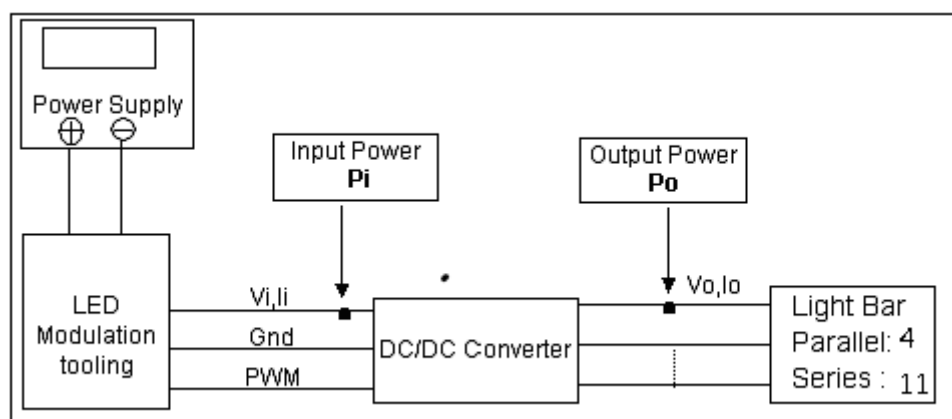 Power Supply
Input Power
Pi
Output Power
Po
LED
Modulation
tooling
Vi,Ii
Gnd
PWM
DC/DC Converter
Vo,Io
Light Bar
Parallel: 4
Series : 11